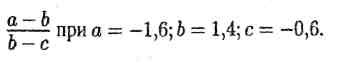 (a − b)/(b − c) при a = −1,6; b = 1,4; c = −0,6.